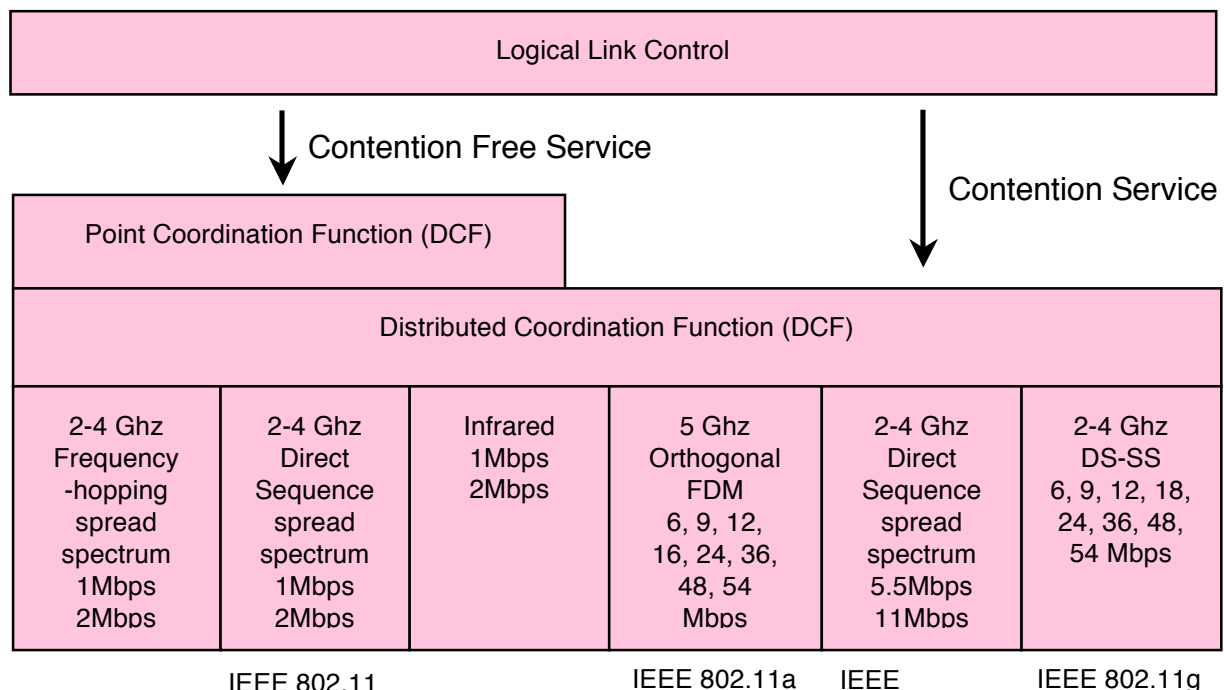 Logical Link Control
Contention Free Service
Contention Service
Point Coordination Function (DCF)
Distributed Coordination Function (DCF)
2-4 Ghz
Frequency
-hopping
spread
spectrum
1Mbps
2Mbps
2-4 Ghz
Direct
Sequence
spread
spectrum
1Mbps
2Mbps
Infrared
1Mbps
2Mbps
5 Ghz
Orthogonal
FDM
6, 9, 12,
16, 24, 36,
48, 54
Mbps
2-4 Ghz
Direct
Sequence
spread
spectrum
5.5Mbps
11Mbps
2-4 Ghz
DS-SS
6, 9, 12, 18,
24, 36, 48,
54 Mbps
IEEE 802.11
IEEE 802.11a
IEEE
IEEE 802.11g